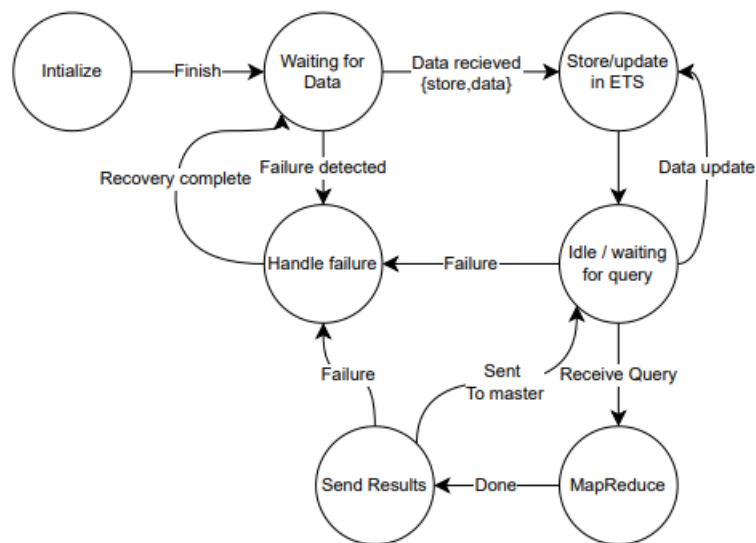 Intialize
Finish
Waiting for
Data
Data recieved
{store,data}
Store/update
in ETS
Recovery complete
Failure detected
Data update
Handle failure
Failure
Idle / waiting
for query
Failure
Sent
To master
Receive Query
Send Results
Done
MapReduce